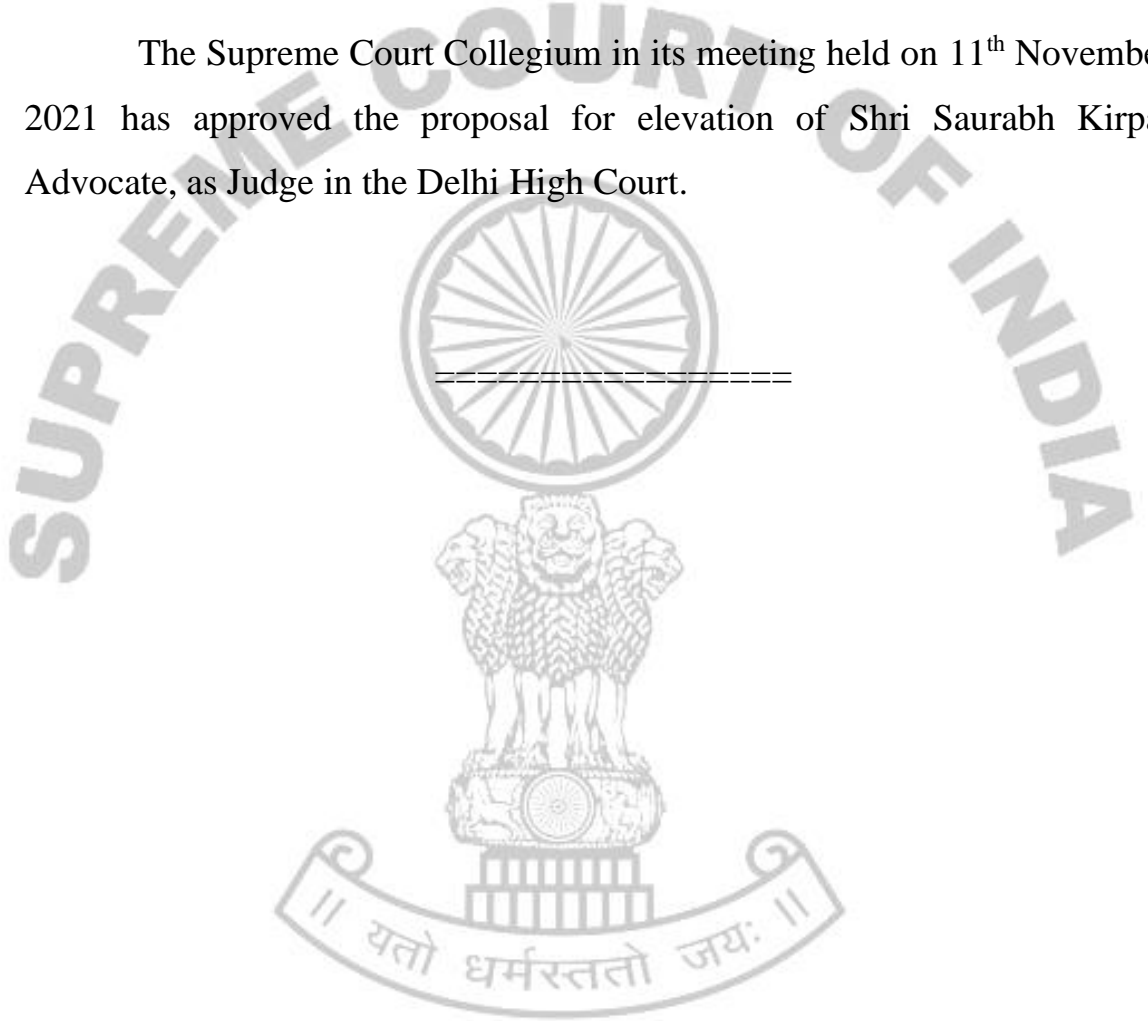 The Supreme Court Collegium in its meeting held on 11th Novembe
2021 has approved the proposal for elevation of Shri Saurabh Kirpa
Advocate, as Judge in the Delhi High Court.
==================
SUPREME COURT OF INDIA
॥ यतो धर्मस्ततो जयः ॥